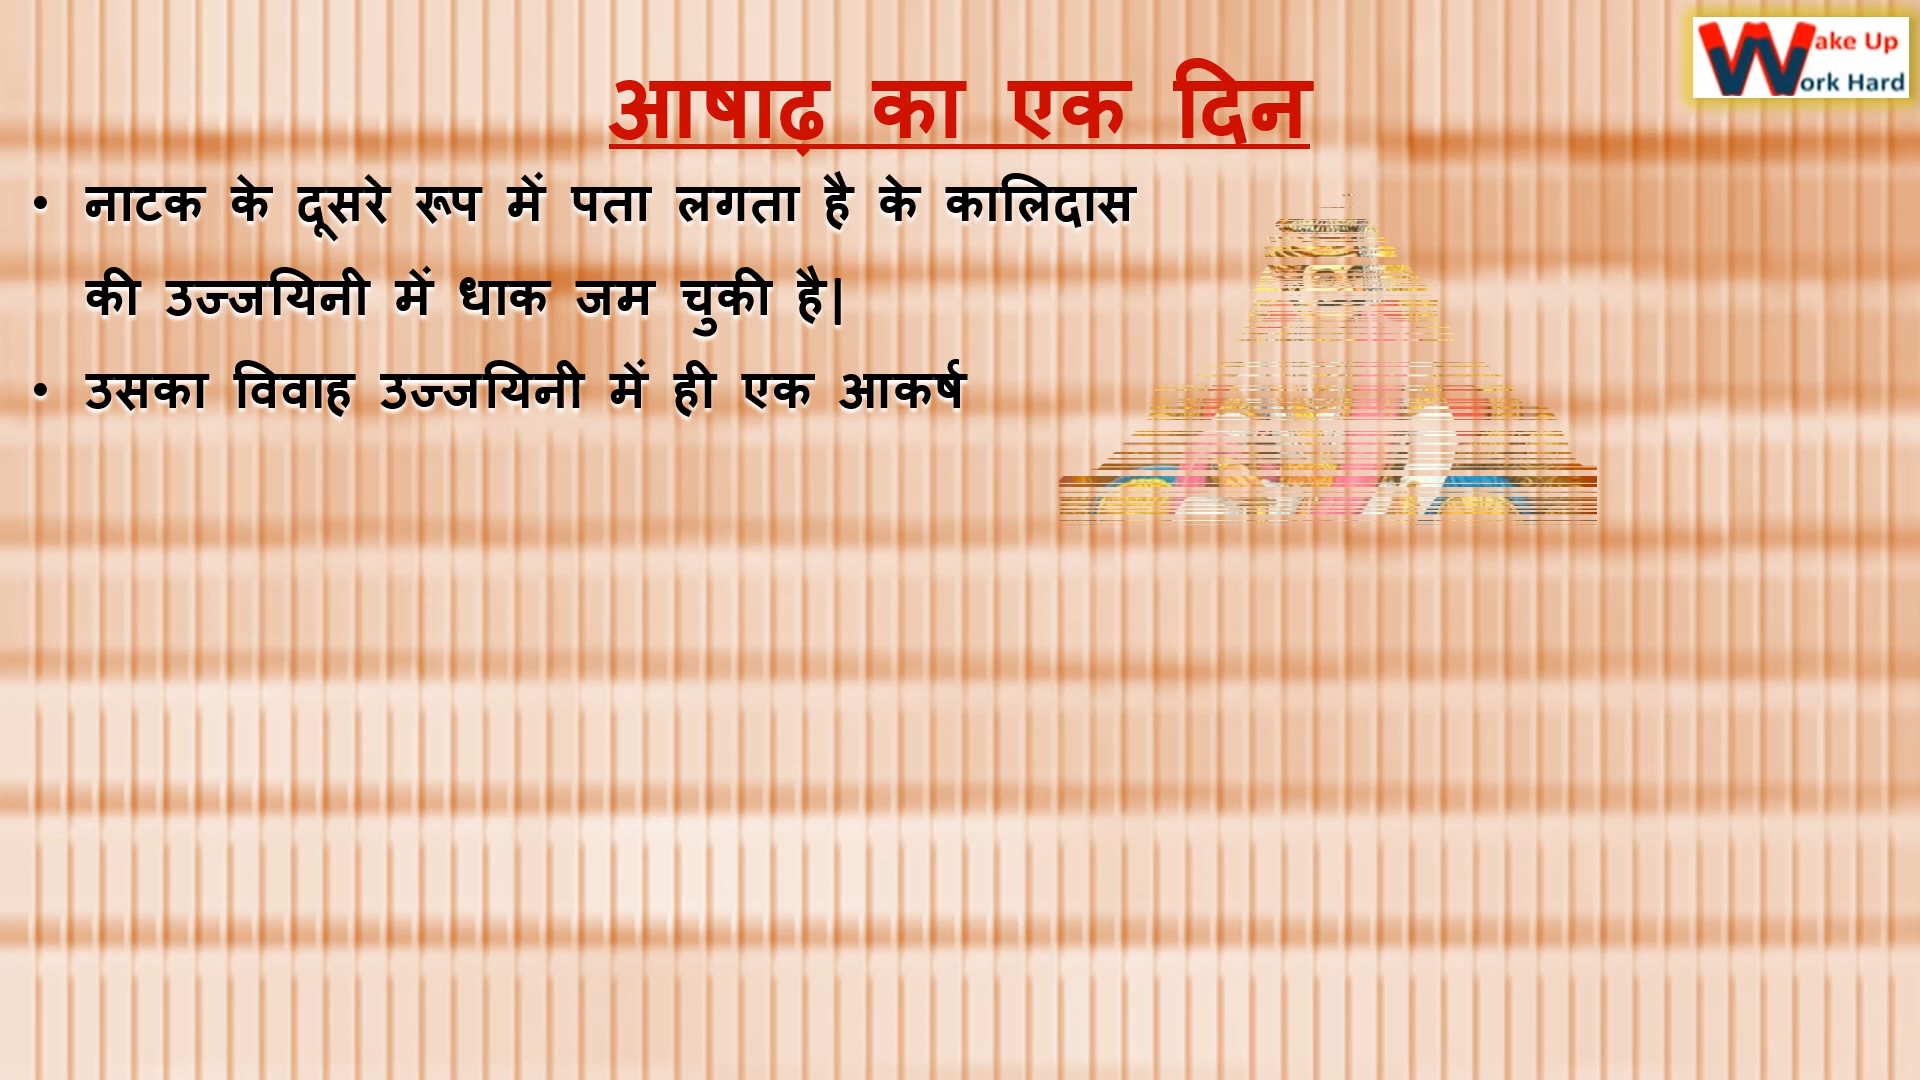 Wake Up
Work Hard
आषाढ़ का एक दिन
• नाटक के दूसरे रूप में पता लगता है के कालिदास
की उज्जयिनी में धाक जम चुकी है|
• उसका विवाह उज्जयिनी में ही एक आकर्ष